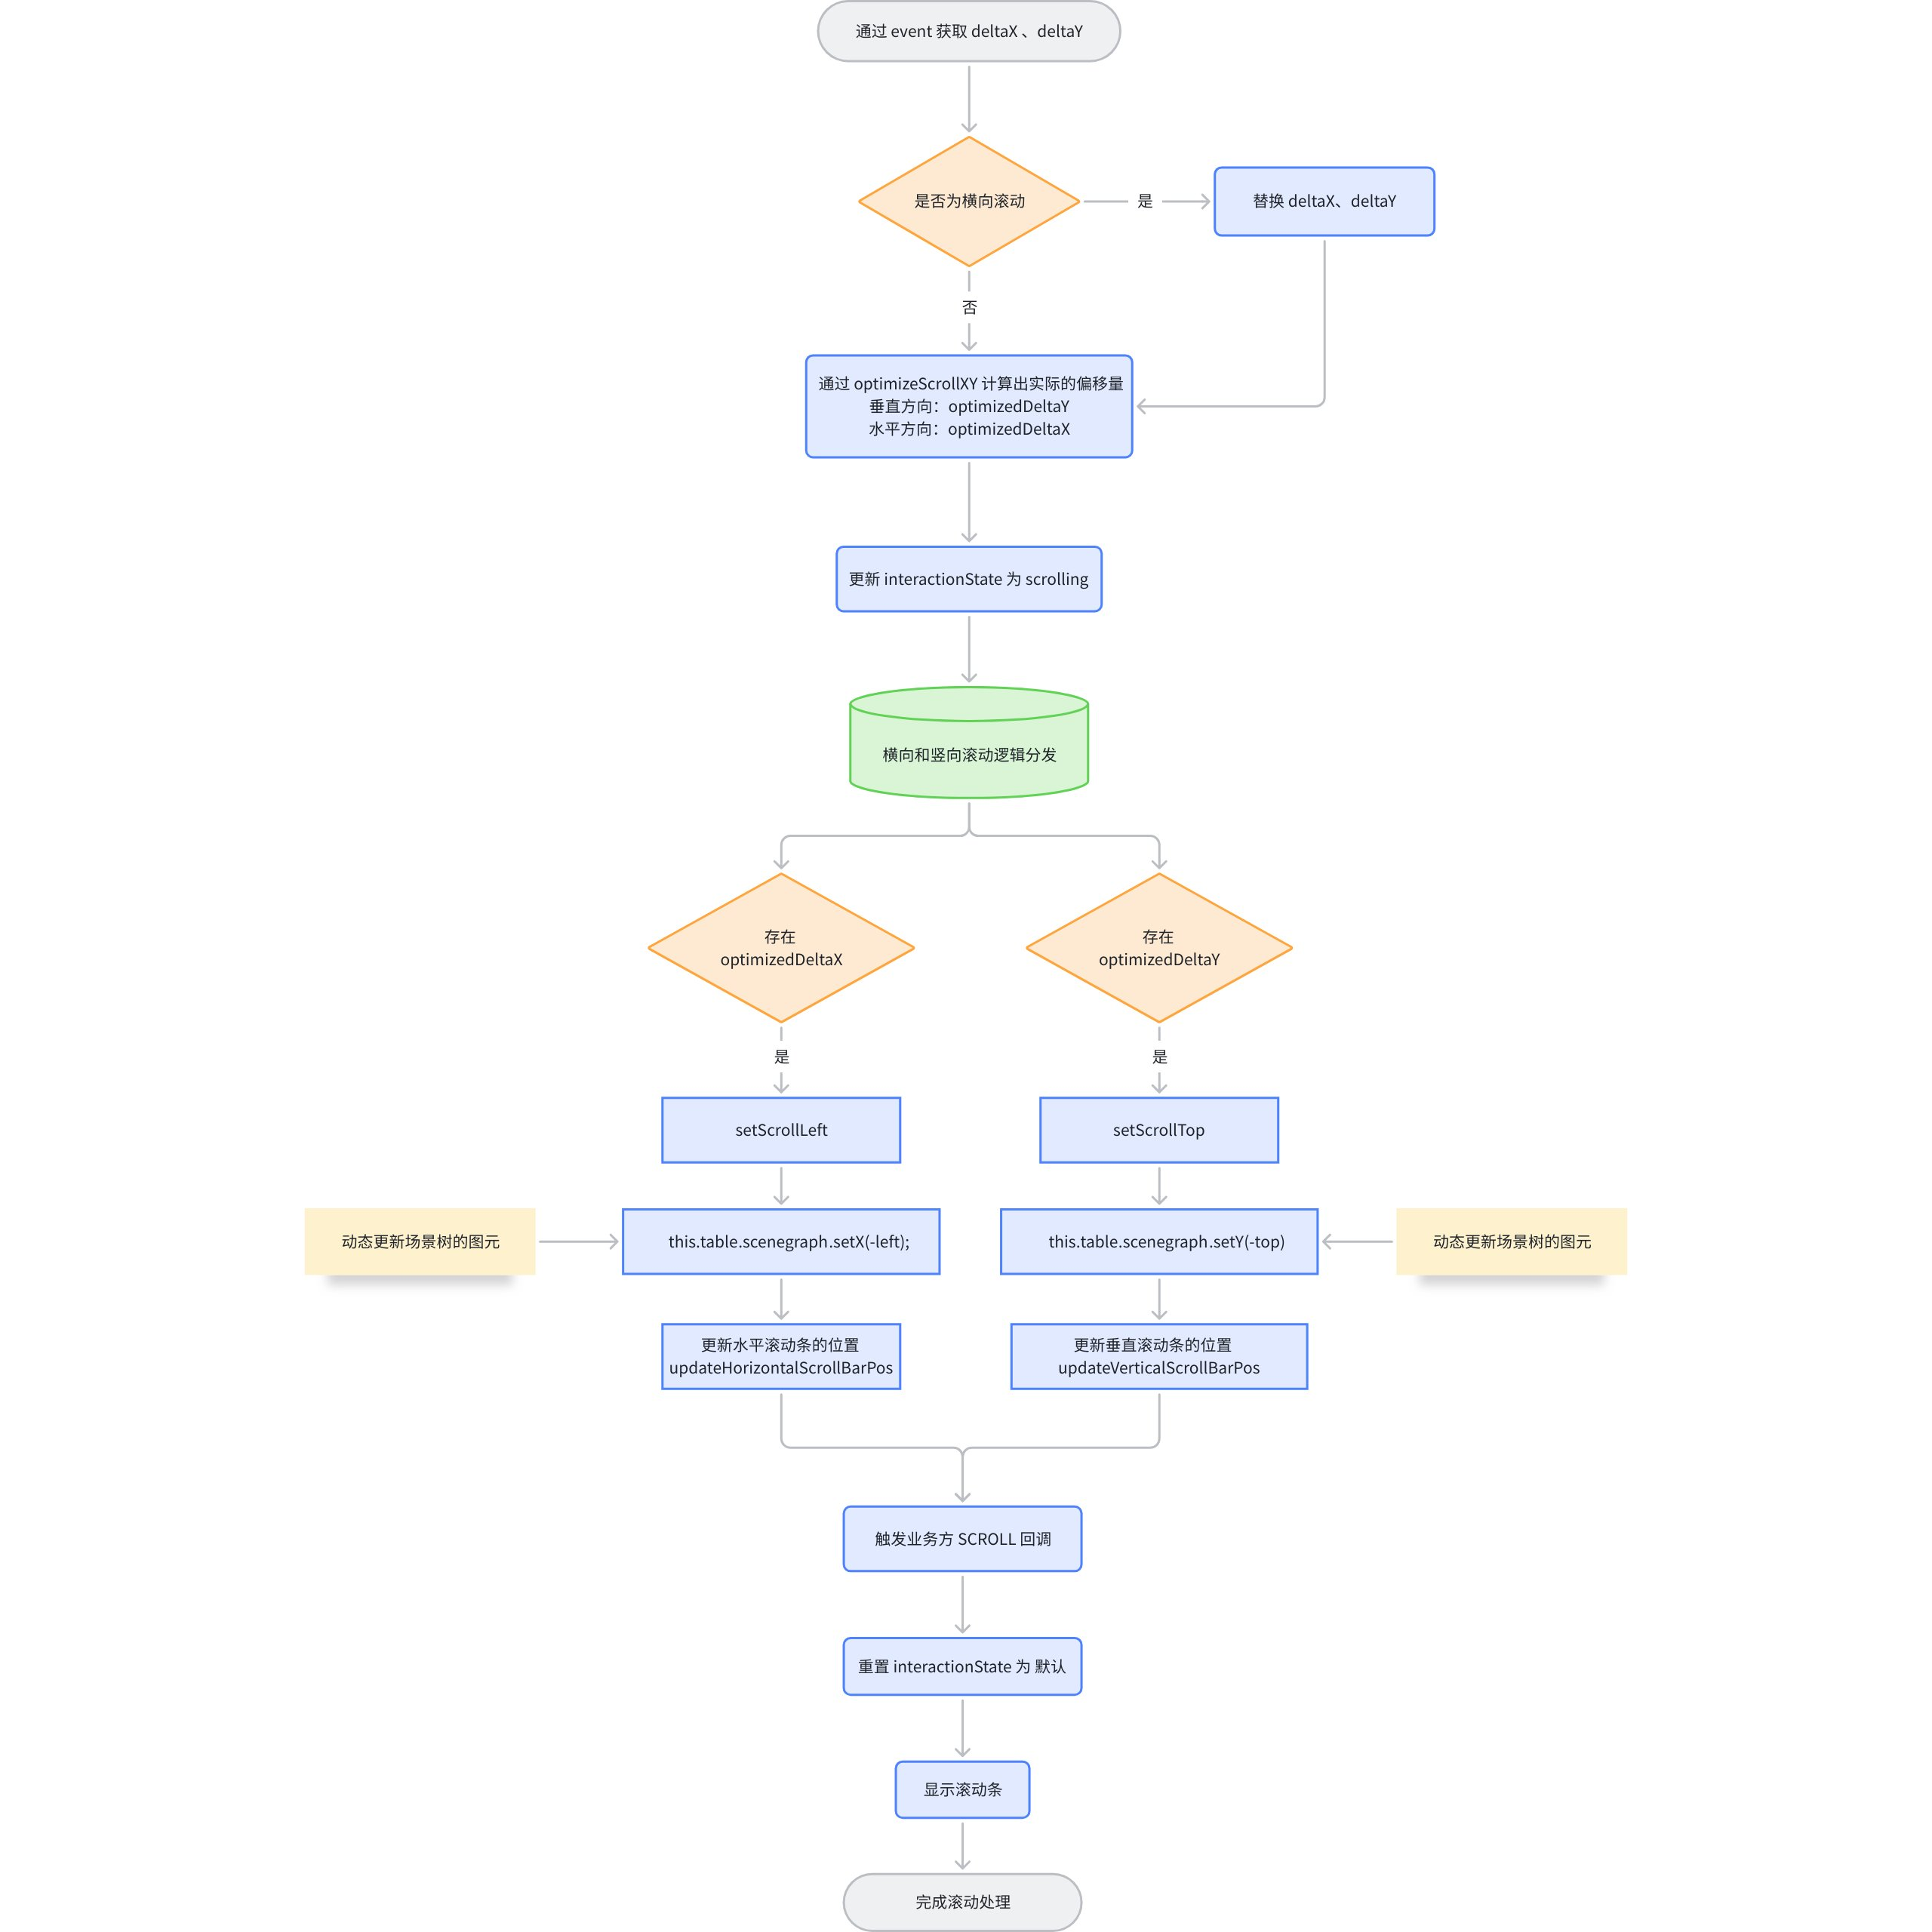 通过 event 获取 deltaX 、deltaY
是否为横向滚动
是
替换 deltaX、deltaY
否
通过 optimizeScrollXY 计算出实际的偏移量
垂直方向：optimizedDeltaY
水平方向：optimizedDeltaX
更新 interactionState 为 scrolling
横向和竖向滚动逻辑分发
存在
optimizedDeltaX
存在
optimizedDeltaY
是
是
setScrollLeft
setScrollTop
动态更新场景树的图元
this.table.scenegraph.setX(-left);
this.table.scenegraph.setY(-top)
动态更新场景树的图元
更新水平滚动条的位置
updateHorizontalScrollBarPos
更新垂直滚动条的位置
updateVerticalScrollBarPos
触发业务方 SCROLL 回调
重置 interactionState 为 默认
显示滚动条
完成滚动处理